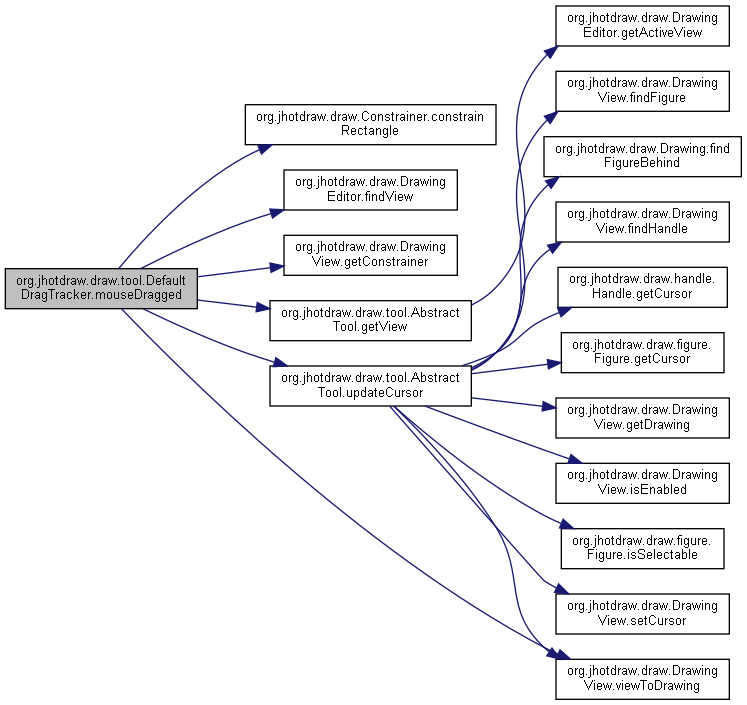 org.jhotdraw.draw.tool.Default
DragTracker.mouseDragged
org.jhotdraw.draw.Constrainer.constrain
Rectangle
org.jhotdraw.draw.Drawing
Editor.findView
org.jhotdraw.draw.Drawing
View.getConstrainer
org.jhotdraw.draw.tool.Abstract
Tool.getView
org.jhotdraw.draw.tool.Abstract
Tool.updateCursor
org.jhotdraw.draw.Drawing
Editor.getActiveView
org.jhotdraw.draw.Drawing
View.findFigure
org.jhotdraw.draw.Drawing.find
FigureBehind
org.jhotdraw.draw.Drawing
View.findHandle
org.jhotdraw.draw.handle.
Handle.getCursor
org.jhotdraw.draw.figure.
Figure.getCursor
org.jhotdraw.draw.Drawing
View.getDrawing
org.jhotdraw.draw.Drawing
View.isEnabled
org.jhotdraw.draw.figure.
Figure.isSelectable
org.jhotdraw.draw.Drawing
View.setCursor
org.jhotdraw.draw.Drawing
View.viewToDrawing